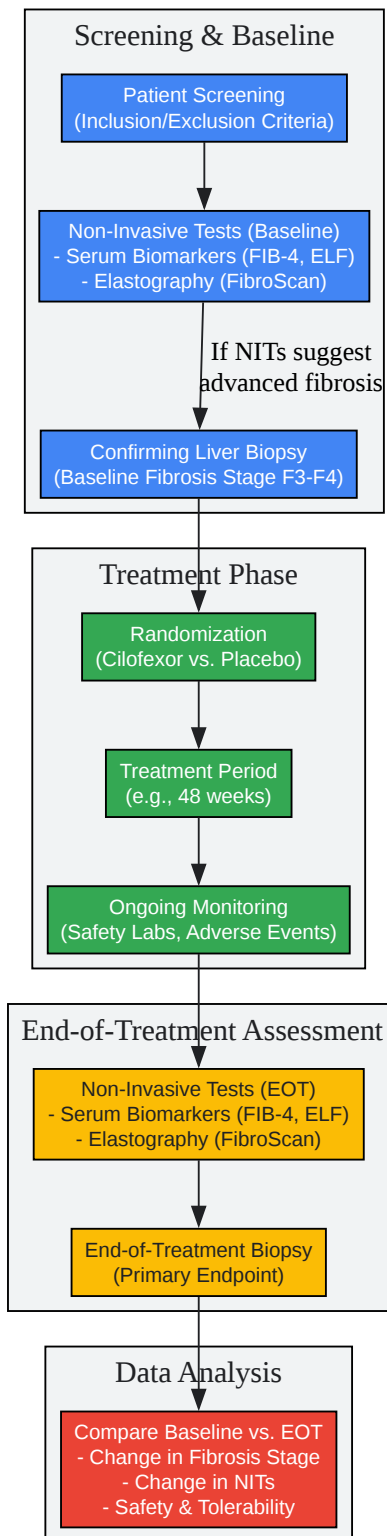 Screening & Baseline
Patient Screening
(Inclusion/Exclusion Criteria)
Non-Invasive Tests (Baseline)
- Serum Biomarkers (FIB-4, ELF)
- Elastography (FibroScan)
If NITs suggest
advanced fibrosis
Confirming Liver Biopsy
(Baseline Fibrosis Stage F3-F4)
Treatment Phase
Randomization
(Cilofexor vs. Placebo)
Treatment Period
(e.g., 48 weeks)
Ongoing Monitoring
(Safety Labs, Adverse Events)
End-of-Treatment Assessment
Non-Invasive Tests (EOT)
- Serum Biomarkers (FIB-4, ELF)
- Elastography (FibroScan)
End-of-Treatment Biopsy
(Primary Endpoint)
Data Analysis
Compare Baseline vs. EOT
- Change in Fibrosis Stage
- Change in NITs
- Safety & Tolerability